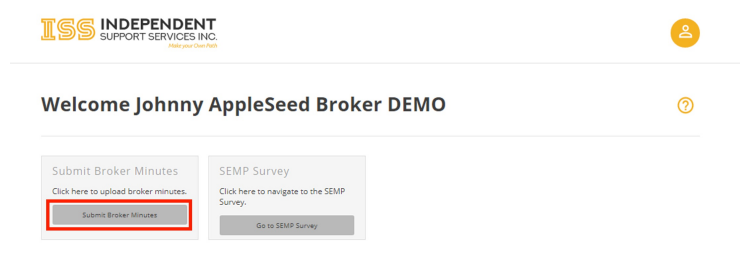 ISS INDEPENDENT
SUPPORT SERVICES INC.
Make your Own Path
Welcome Johnny AppleSeed Broker DEMO
Submit Broker Minutes
Click here to upload broker minutes.
Submit Broker Minutes
SEMP Survey
Click here to navigate to the SEMP
Survey.
Go to SEMP Survey